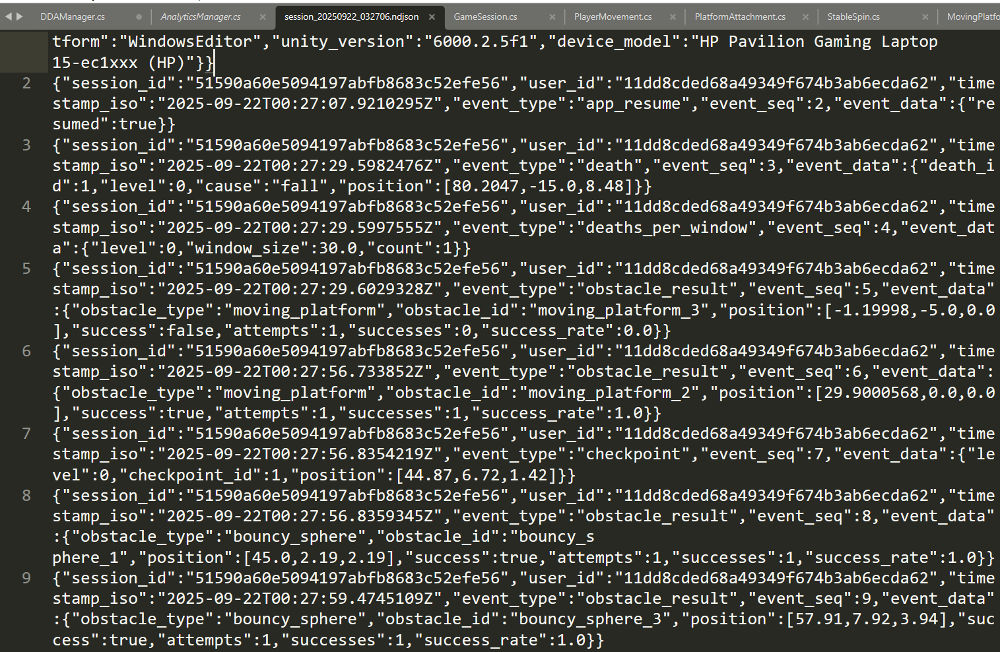 DDAManager.cs
AnalyticsManager.cs
session_20250922_032706.ndjson
GameSession.cs
PlayerMovement.cs
PlatformAttachment.cs
StableSpin.cs
MovingPlatfo
tform":"WindowsEditor","unity_version":"6000.2.5f1","device_model":"HP Pavilion Gaming Laptop
15-ec1xxx (HP)"}}
2 {"session_id":"51590a60e5094197abfb8683c52efe56","user_id":"11dd8cded68a49349f674b3ab6ecda62","time
stamp_iso":"2025-09-22T00:27:07.9210295Z","event_type":"app_resume","event_seq":2,"event_data":{"re
sumed":true}}
3 {"session_id":"51590a60e5094197abfb8683c52efe56","user_id":"11dd8cded68a49349f674b3ab6ecda62","time
stamp_iso":"2025-09-22T00:27:29.5982476Z","event_type":"death","event_seq":3,"event_data":{"death_i
d":1,"level":0,"cause":"fall","position":[80.2047,-15.0,8.48]}}
4 {"session_id":"51590a60e5094197abfb8683c52efe56","user_id":"11dd8cded68a49349f674b3ab6ecda62","time
stamp_iso":"2025-09-22T00:27:29.5997555Z","event_type":"deaths_per_window","event_seq":4,"event_dat
a":{"level":0,"window_size":30.0,"count":1}}
5 {"session_id":"51590a60e5094197abfb8683c52efe56","user_id":"11dd8cded68a49349f674b3ab6ecda62","time
stamp_iso":"2025-09-22T00:27:29.6029328Z","event_type":"obstacle_result","event_seq":5,"event_data"
:{"obstacle_type":"moving_platform","obstacle_id":"moving_platform_3","position":[-1.19998,-5.0,0.0
],"success":false,"attempts":1,"successes":0,"success_rate":0.0}}
6 {"session_id":"51590a60e5094197abfb8683c52efe56","user_id":"11dd8cded68a49349f674b3ab6ecda62","time
stamp_iso":"2025-09-22T00:27:56.733852Z","event_type":"obstacle_result","event_seq":6,"event_data":
{"obstacle_type":"moving_platform","obstacle_id":"moving_platform_2","position":[29.9000568,0.0,0.0
],"success":true,"attempts":1,"successes":1,"success_rate":1.0}}
7 {"session_id":"51590a60e5094197abfb8683c52efe56","user_id":"11dd8cded68a49349f674b3ab6ecda62","time
stamp_iso":"2025-09-22T00:27:56.8354219Z","event_type":"checkpoint","event_seq":7,"event_data":{"le
vel":0,"checkpoint_id":1,"position":[44.87,6.72,1.42]}}
8 {"session_id":"51590a60e5094197abfb8683c52efe56","user_id":"11dd8cded68a49349f674b3ab6ecda62","time
stamp_iso":"2025-09-22T00:27:56.8359345Z","event_type":"obstacle_result","event_seq":8,"event_data"
:{"obstacle_type":"bouncy_sphere","obstacle_id":"bouncy_s
phere_1","position":[45.0,2.19,2.19],"success":true,"attempts":1,"successes":1,"success_rate":1.0}}
9 {"session_id":"51590a60e5094197abfb8683c52efe56","user_id":"11dd8cded68a49349f674b3ab6ecda62","time
stamp_iso":"2025-09-22T00:27:59.4745109Z","event_type":"obstacle_result","event_seq":9,"event_data"
:{"obstacle_type":"bouncy_sphere","obstacle_id":"bouncy_sphere_3","position":[57.91,7.92,3.94],"suc
cess":true,"attempts":1,"successes":1,"success_rate":1.0}}